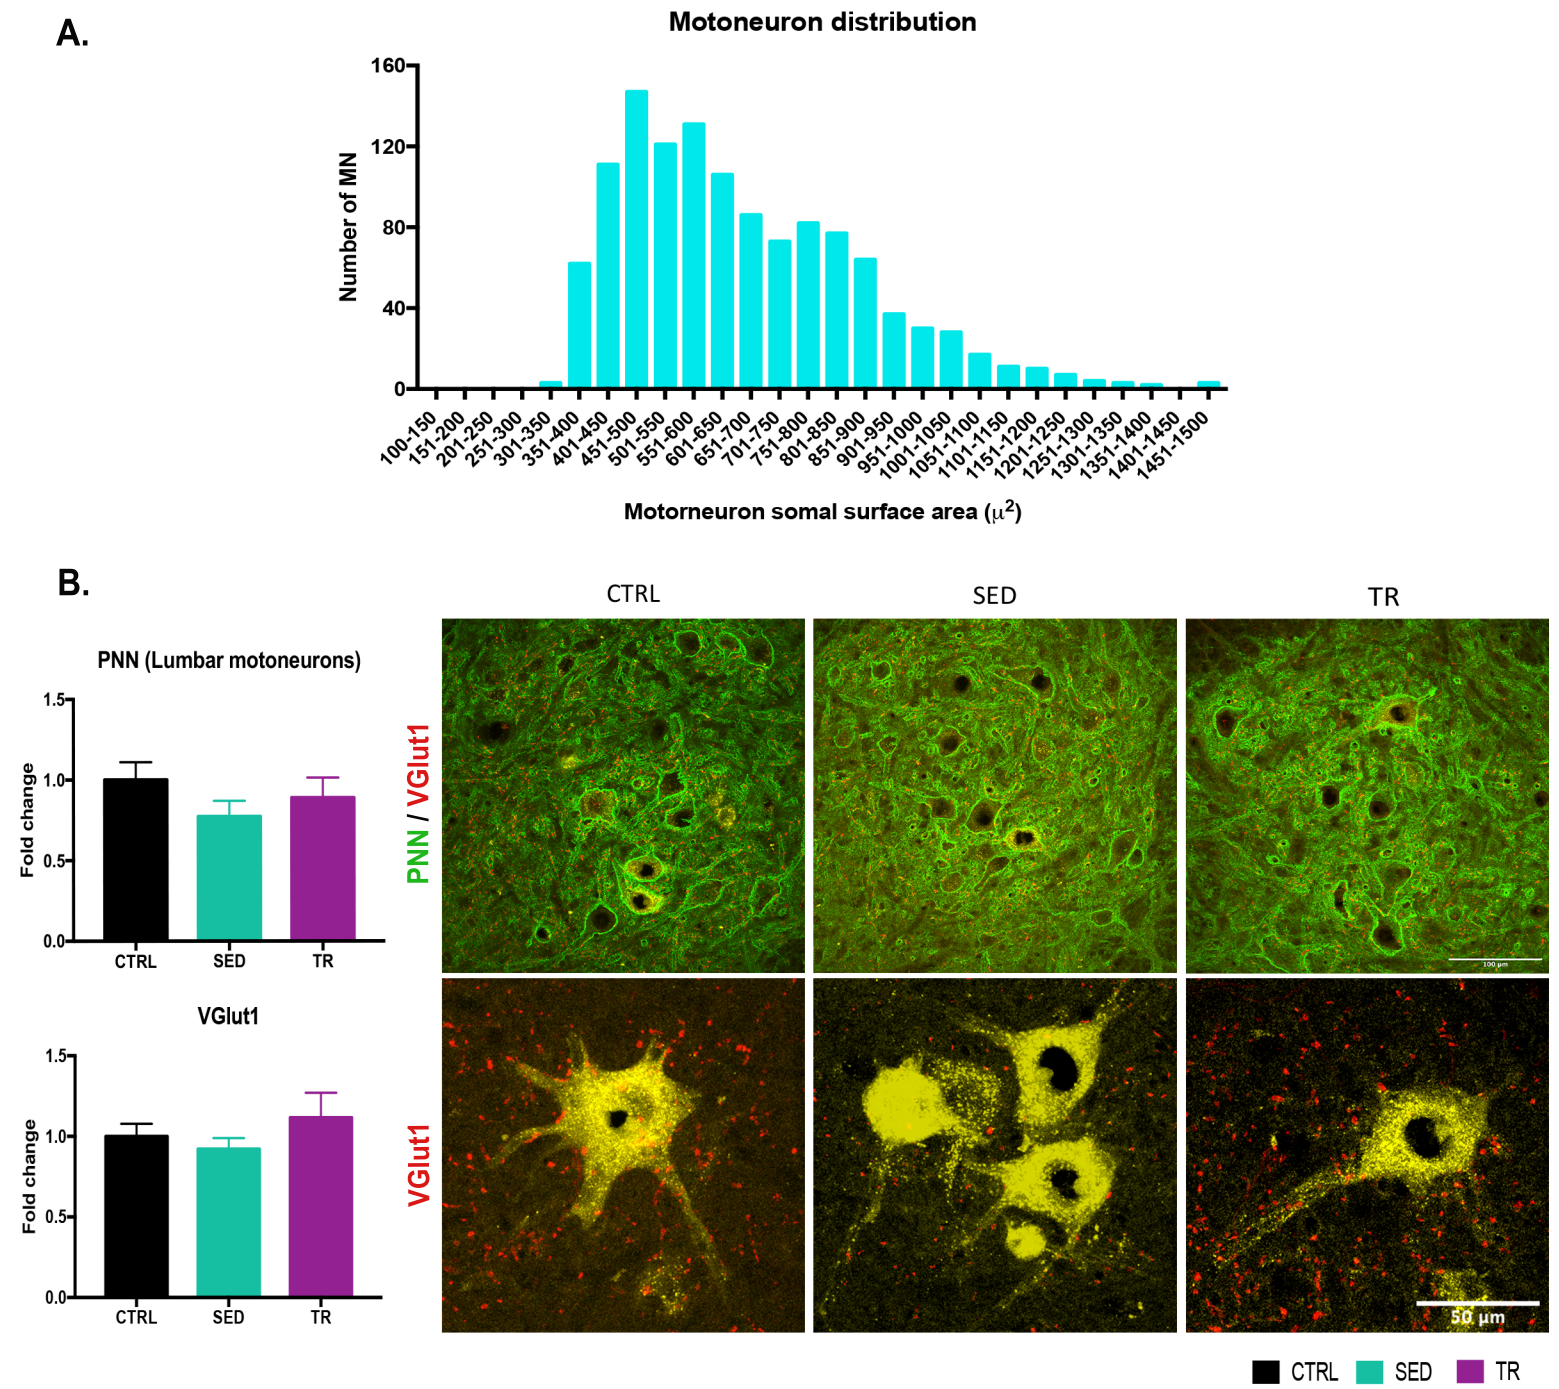 A.
Motoneuron distribution
160
120
80
40
0
Number of MN
100-150
151-200
201-250
251-300
301-350
351-400
401-450
451-500
501-550
551-600
601-650
651-700
701-750
751-800
801-850
851-900
901-950
951-1000
1001-1050
1051-1100
1101-1150
1151-1200
1201-1250
1251-1300
1301-1350
1351-1400
1401-1450
1451-1500
Motorneuron somal surface area (μ²)
B.
CTRL
SED
TR
PNN (Lumbar motoneurons)
1.5
1.0
0.5
0.0
Fold change
CTRL
SED
TR
PNN / VGlut1
100 μm
VGlut1
1.5
1.0
0.5
0.0
Fold change
CTRL
SED
TR
VGlut1
50 μm
CTRL
SED
TR